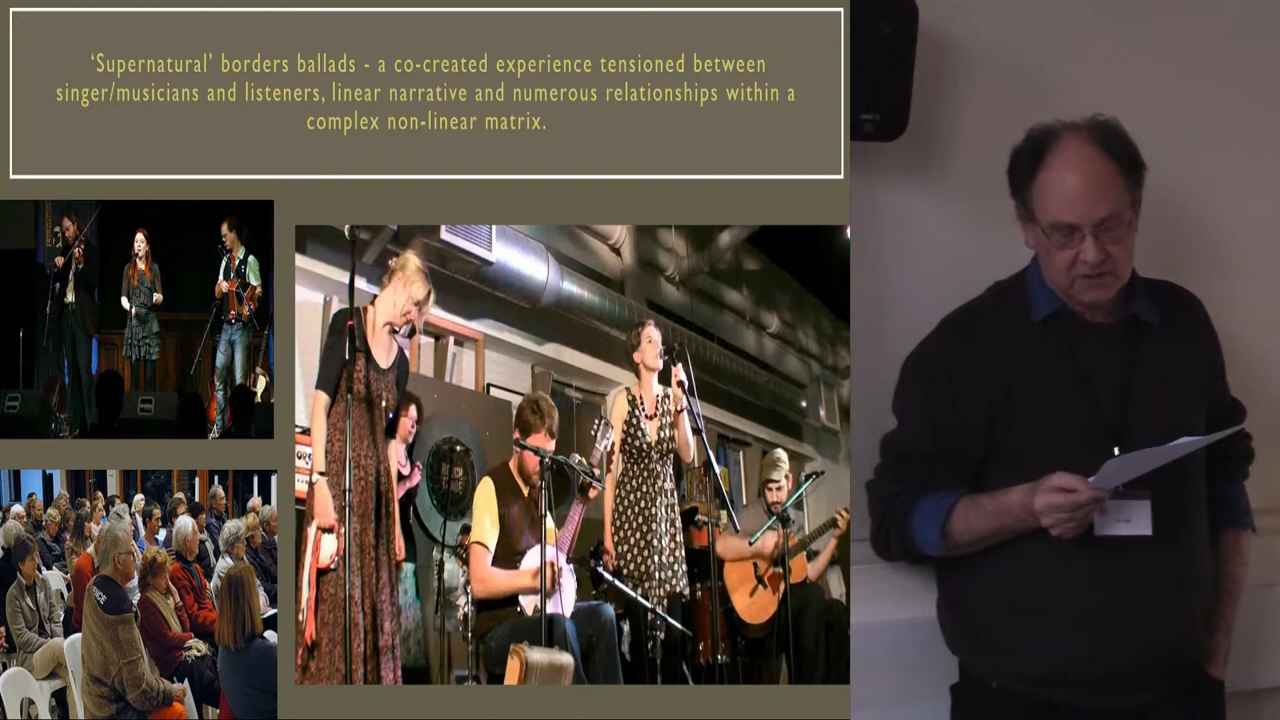 ‘Supernatural’ borders ballads - a co-created experience tensioned between
singer/musicians and listeners, linear narrative and numerous relationships within a
complex non-linear matrix.